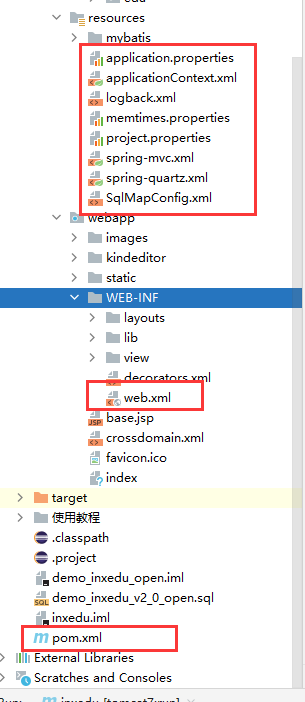 edu
resources
mybatis
application.properties
applicationContext.xml
logback.xml
memtimes.properties
project.properties
spring-mvc.xml
spring-quartz.xml
SqlMapConfig.xml
webapp
images
kindeditor
static
WEB-INF
layouts
lib
view
decorators.xml
web.xml
base.jsp
crossdomain.xml
favicon.ico
index
target
使用教程
.classpath
.project
demo_inxedu_open.iml
demo_inxedu_v2_0_open.sql
inxedu.iml
pom.xml
External Libraries
Scratches and Consoles
inxedu [tomcat7:run]